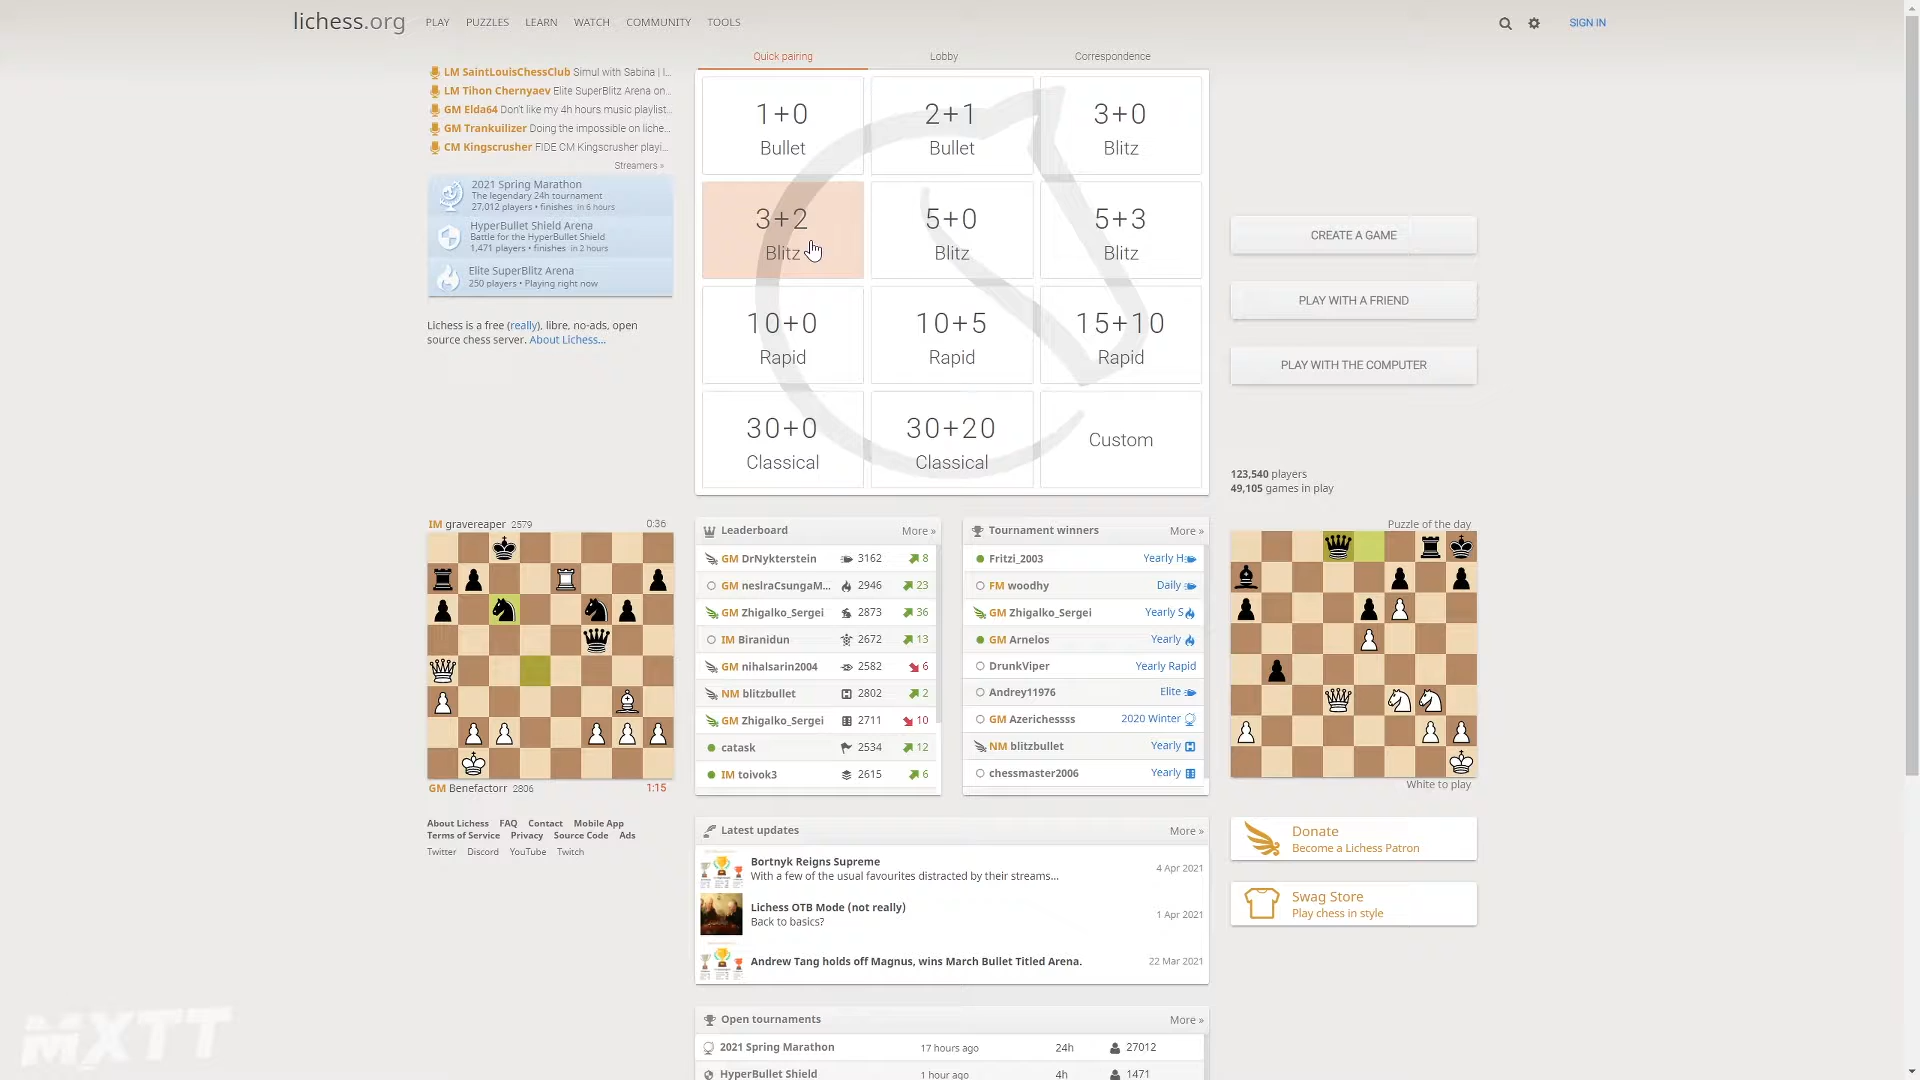 lichess.org PLAY PUZZLES LEARN WATCH COMMUNITY TOOLS SIGN IN
Quick pairing Lobby Correspondence
LM SaintLouisChessClub Simul with Sabina | I...
LM Tihon Chernyaev Elite SuperBlitz Arena on...
GM Elda64 Don't like my 4h hours music playlist...
GM Trankuilizer Doing the impossible on liche...
CM Kingscrusher FIDE CM Kingscrusher playi...
Streamers »
2021 Spring Marathon
The legendary 24h tournament
27,012 players • finishes in 6 hours
HyperBullet Shield Arena
Battle for the HyperBullet Shield
1,471 players • finishes in 2 hours
Elite SuperBlitz Arena
250 players • Playing right now
Lichess is a free (really), libre, no-ads, open
source chess server. About Lichess...
1+0 2+1 3+0
Bullet Bullet Blitz
3+2 5+0 5+3
Blitz Blitz Blitz
10+0 10+5 15+10
Rapid Rapid Rapid
30+0 30+20 Custom
Classical Classical
CREATE A GAME
PLAY WITH A FRIEND
PLAY WITH THE COMPUTER
123,540 players
49,105 games in play
IM gravereaper 2579 0:36
GM Benefactorr 2806 1:15
About Lichess FAQ Contact Mobile App
Terms of Service Privacy Source Code Ads
Twitter Discord YouTube Twitch
Leaderboard More »
GM DrNykterstein 3162 8
GM neslraCsungaM... 2946 23
GM Zhigalko_Sergei 2873 36
IM Biranidun 2672 13
GM nihalsarin2004 2582 6
NM blitzbullet 2802 2
GM Zhigalko_Sergei 2711 10
catask 2534 12
IM toivok3 2615 6
Tournament winners More »
Fritzi_2003 Yearly H
FM woodhy Daily
GM Zhigalko_Sergei Yearly S
GM Arnelos Yearly
DrunkViper Yearly Rapid
Andrey11976 Elite
GM Azerichessss 2020 Winter
NM blitzbullet Yearly
chessmaster2006 Yearly
Puzzle of the day
White to play
Latest updates More »
Bortnyk Reigns Supreme
With a few of the usual favourites distracted by their streams...
4 Apr 2021
Lichess OTB Mode (not really)
Back to basics?
1 Apr 2021
Andrew Tang holds off Magnus, wins March Bullet Titled Arena. 22 Mar 2021
Donate
Become a Lichess Patron
Swag Store
Play chess in style
Open tournaments More »
2021 Spring Marathon 17 hours ago 24h 27012
HyperBullet Shield 1 hour ago 4h 1471
MXTT